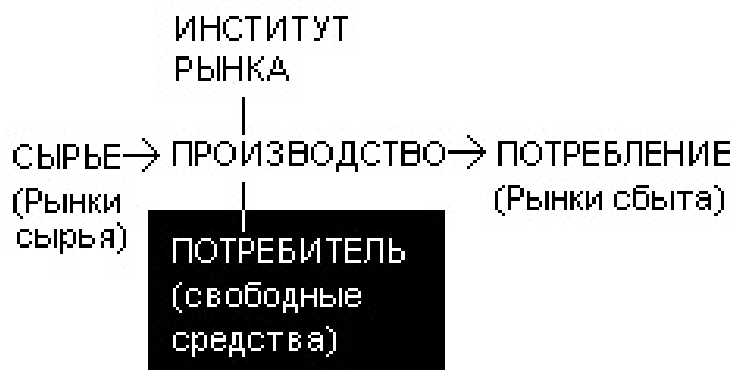 ИНСТИТУТ
РЫНКА
СЫРЬЕ → ПРОИЗВОДСТВО → ПОТРЕБЛЕНИЕ
(Рынки
сырья)
(Рынки сбыта)
ПОТРЕБИТЕЛЬ
(свободные
средства)